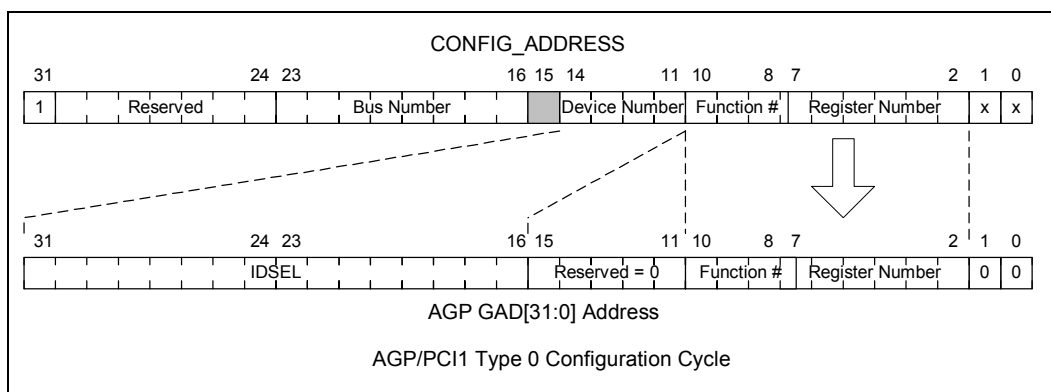 CONFIG_ADDRESS
31 24 23 16 15 14 11 10 8 7 2 1 0
1 Reserved Bus Number Device Number Function # Register Number x x
31 24 23 16 15 11 10 8 7 2 1 0
IDSEL Reserved = 0 Function # Register Number 0 0
AGP GAD[31:0] Address
AGP/PCI1 Type 0 Configuration Cycle